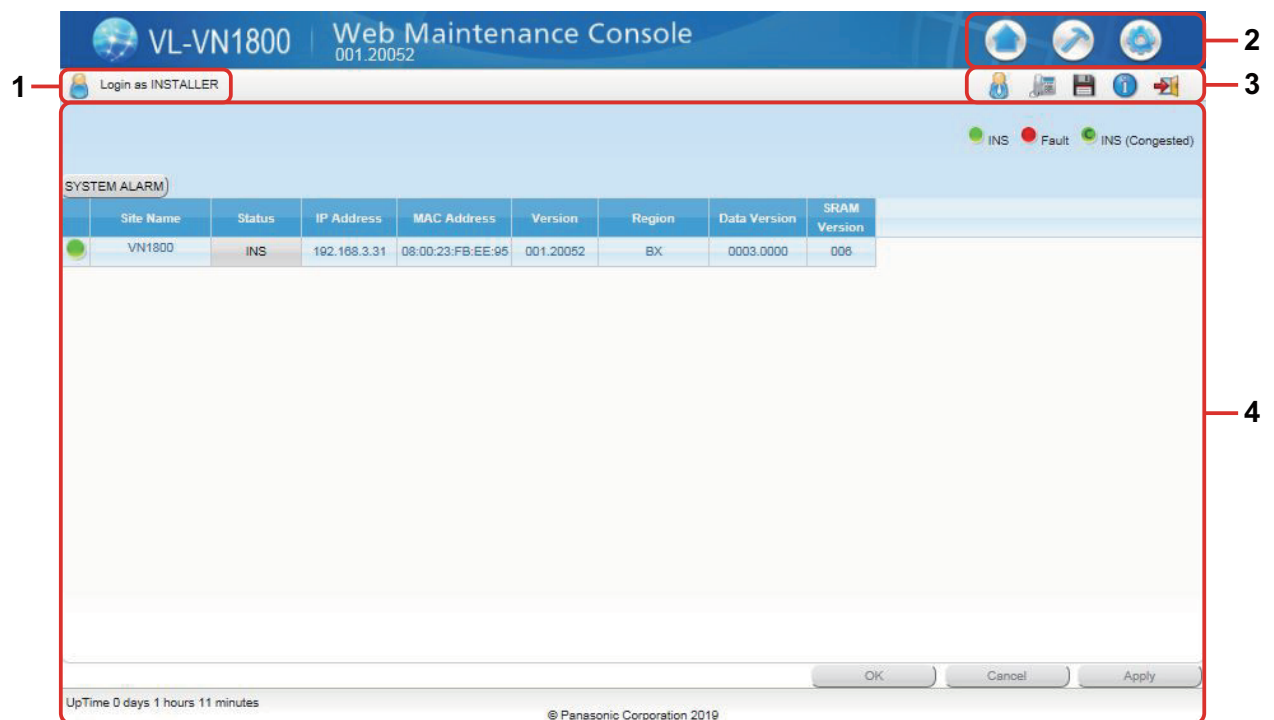 VL-VN1800
Web Maintenance Console
001.20052
2
1
Login as INSTALLER
3
INS
Fault
C
INS (Congested)
SYSTEM ALARM
Site Name Status IP Address MAC Address Version Region Data Version SRAM Version
VN1800 INS 192.168.3.31 08:00:23:FB:EE:95 001.20052 BX 0003.0000 006
4
OK Cancel Apply
UpTime 0 days 1 hours 11 minutes
© Panasonic Corporation 2019